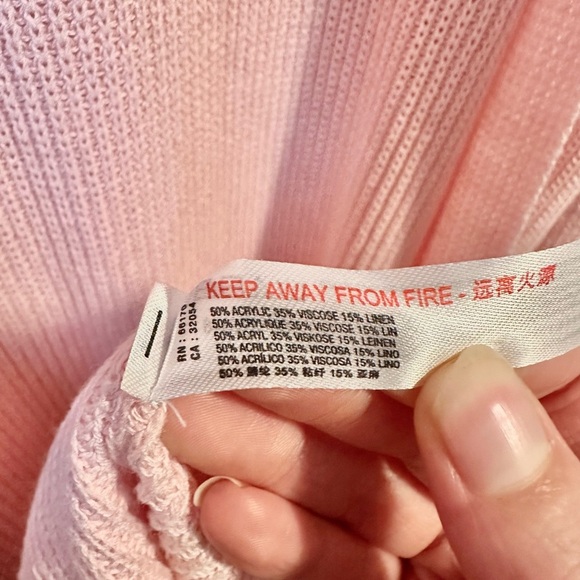 KEEP AWAY FROM FIRE - 远离火源
50% ACRYLIC 35% VISCOSE 15% LINEN
50% ACRYLIQUE 35% VISCOSE 15% LIN
50% ACRYL 35% VISKOSE 15% LEINEN
50% ACRILICO 35% VISCOSA 15% LINO
50% ACRÍLICO 35% VISCOSA 15% LINO
50% 腈纶 35% 粘纤 15% 亚麻
RN : 66170
CA : 32054